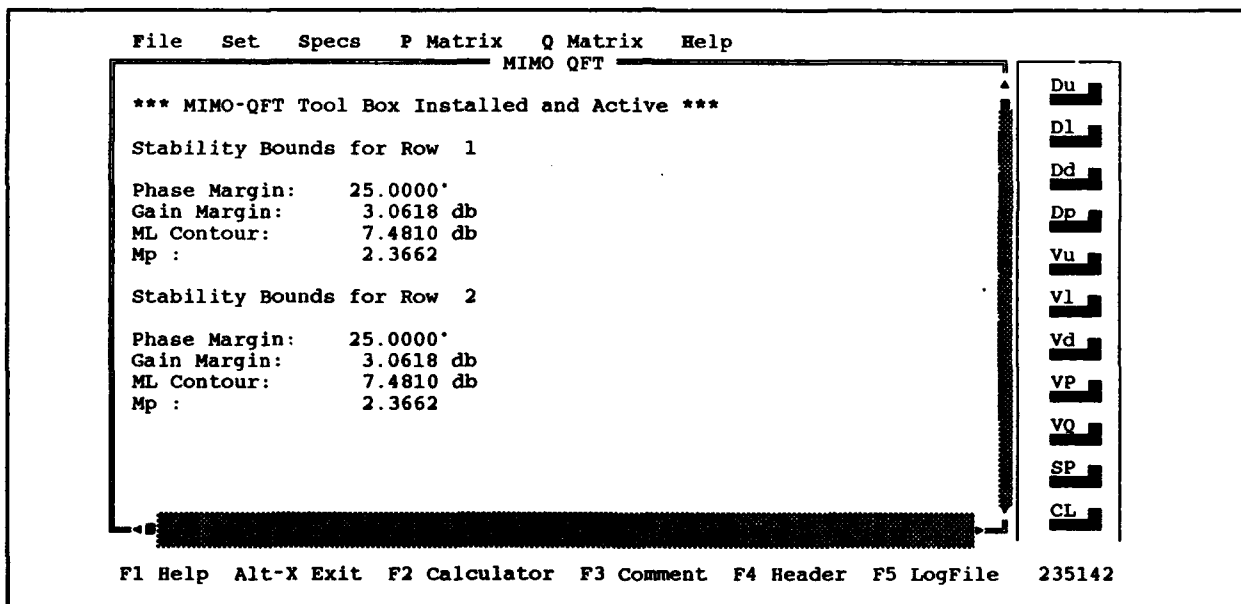 File Set Specs P Matrix Q Matrix Help
MIMO QFT
*** MIMO-QFT Tool Box Installed and Active ***
Stability Bounds for Row 1
Phase Margin: 25.0000°
Gain Margin: 3.0618 db
ML Contour: 7.4810 db
Mp : 2.3662
Stability Bounds for Row 2
Phase Margin: 25.0000°
Gain Margin: 3.0618 db
ML Contour: 7.4810 db
Mp : 2.3662
Du
Dl
Dd
Dp
Vu
Vl
Vd
VP
VQ
SP
CL
F1 Help Alt-X Exit F2 Calculator F3 Comment F4 Header F5 LogFile 235142